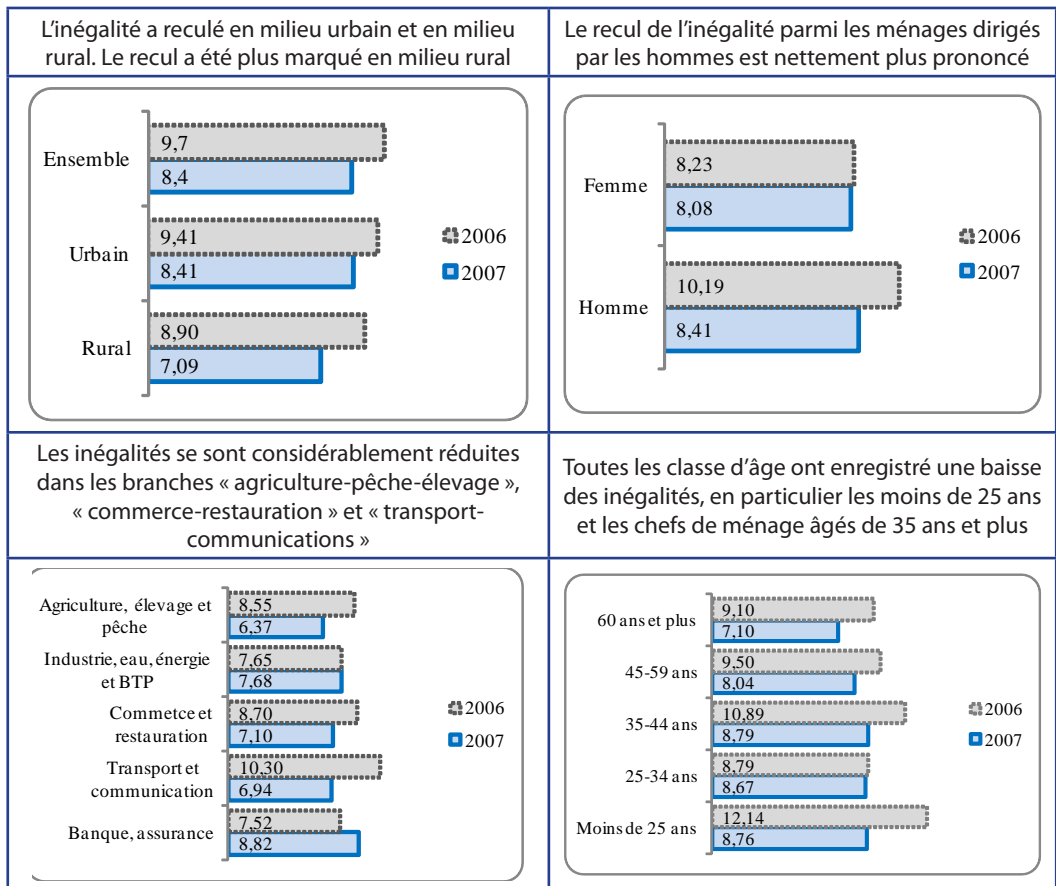 L’inégalité a reculé en milieu urbain et en milieu
rural. Le recul a été plus marqué en milieu rural
Ensemble
9,7
8,4
Urbain
9,41
8,41
Rural
8,90
7,09
2006
2007
Le recul de l’inégalité parmi les ménages dirigés
par les hommes est nettement plus prononcé
Femme
8,23
8,08
Homme
10,19
8,41
2006
2007
Les inégalités se sont considérablement réduites
dans les branches « agriculture-pêche-élevage »,
« commerce-restauration » et « transport-
communications »
Agriculture, élevage et
pêche
8,55
6,37
Industrie, eau, énergie
et BTP
7,65
7,68
Commetce et
restauration
8,70
7,10
Transport et
communication
10,30
6,94
Banque, assurance
7,52
8,82
2006
2007
Toutes les classe d’âge ont enregistré une baisse
des inégalités, en particulier les moins de 25 ans
et les chefs de ménage âgés de 35 ans et plus
60 ans et plus
9,10
7,10
45-59 ans
9,50
8,04
35-44 ans
10,89
8,79
25-34 ans
8,79
8,67
Moins de 25 ans
12,14
8,76
2006
2007